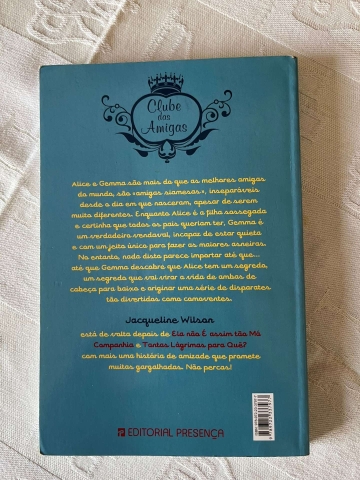 Clube
das
Amigas
Alice e Gemma são mais do que as melhores amigas
do mundo, são «amigas siamesas», inseparáveis
desde o dia em que nasceram, apesar de serem
muito diferentes. Enquanto Alice é a filha sossegada
e certinha que todos os pais queriam ter, Gemma é
um verdadeiro vendaval, incapaz de estar quieta
e com um jeito único para fazer as maiores asneiras.
No entanto, nada disto parece importar até que...
até que Gemma descobre que Alice tem um segredo,
um segredo que vai virar a vida de ambas de
cabeça para baixo e originar uma série de disparates
tão divertidos como comoventes.
Jacqueline Wilson
está de volta depois de Ela não É assim tão Má
Companhia e Tantas Lágrimas para Quê?
com mais uma história de amizade que promete
muitas gargalhadas. Não percas!
EDITORIAL PRESENÇA